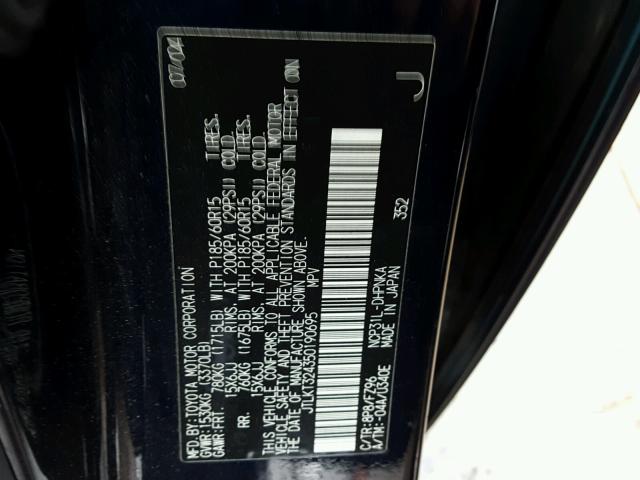 MFD.BY:TOYOTA MOTOR CORPORATION 07/04
GVWR:1530KG (3370LB)
GAWR:FRT. 780KG (1715LB) WITH P185/60R15 TIRES.
15X6JJ RIMS. AT 200KPA (29PSI) COLD.
RR. 760KG (1675LB) WITH P185/60R15 TIRES.
15X6JJ RIMS. AT 200KPA (29PSI) COLD.
THIS VEHICLE CONFORMS TO ALL APPLICABLE FEDERAL MOTOR
VEHICLE SAFETY AND THEFT PREVENTION STANDARDS IN EFFECT ON
THE DATE OF MANUFACTURE SHOWN ABOVE.
JTLKT324350190695 MPV
352 J
C/TR:8P8/FZ96 NCP31L-DHPNKA
A/TM:-04A/U340E MADE IN JAPAN